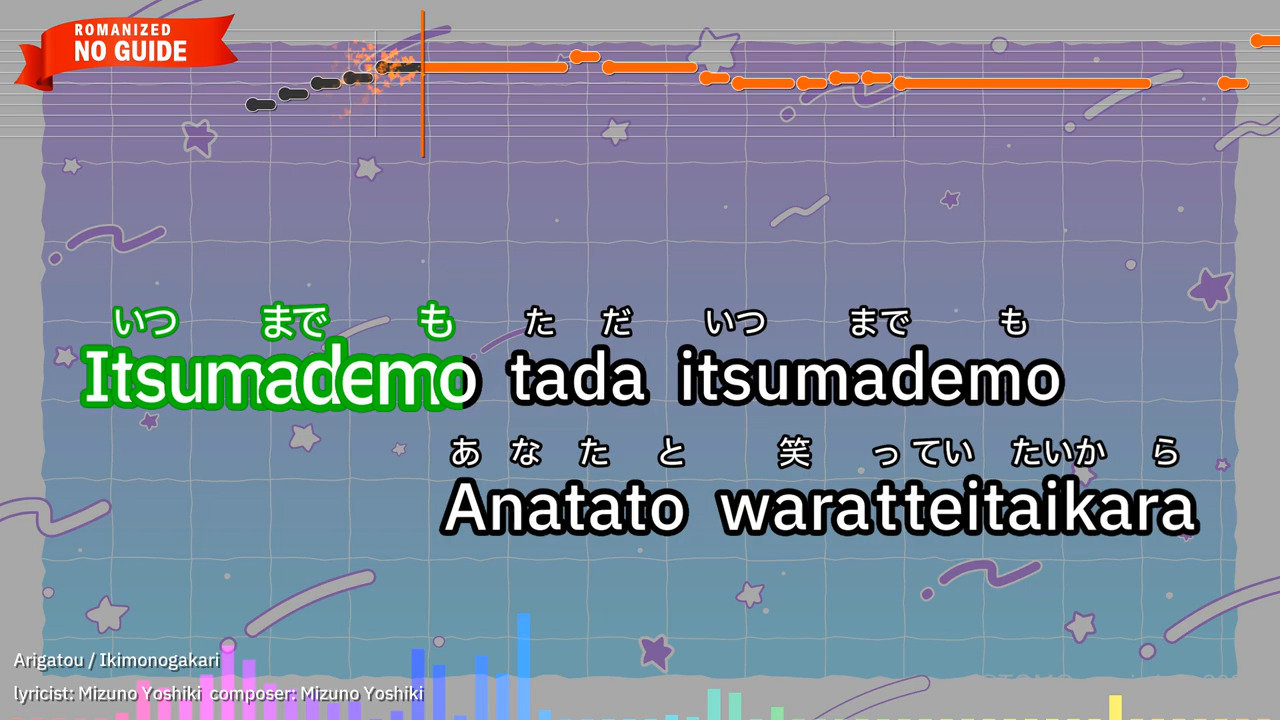 ROMANIZED
NO GUIDE
いつ まで も た だ いつ まで も
Itsumademo tada itsumademo
あ な た と 笑 っ てい たいか ら
Anatato waratteitaikara
Arigatou / Ikimonogakari
lyricist: Mizuno Yoshiki composer: Mizuno Yoshiki